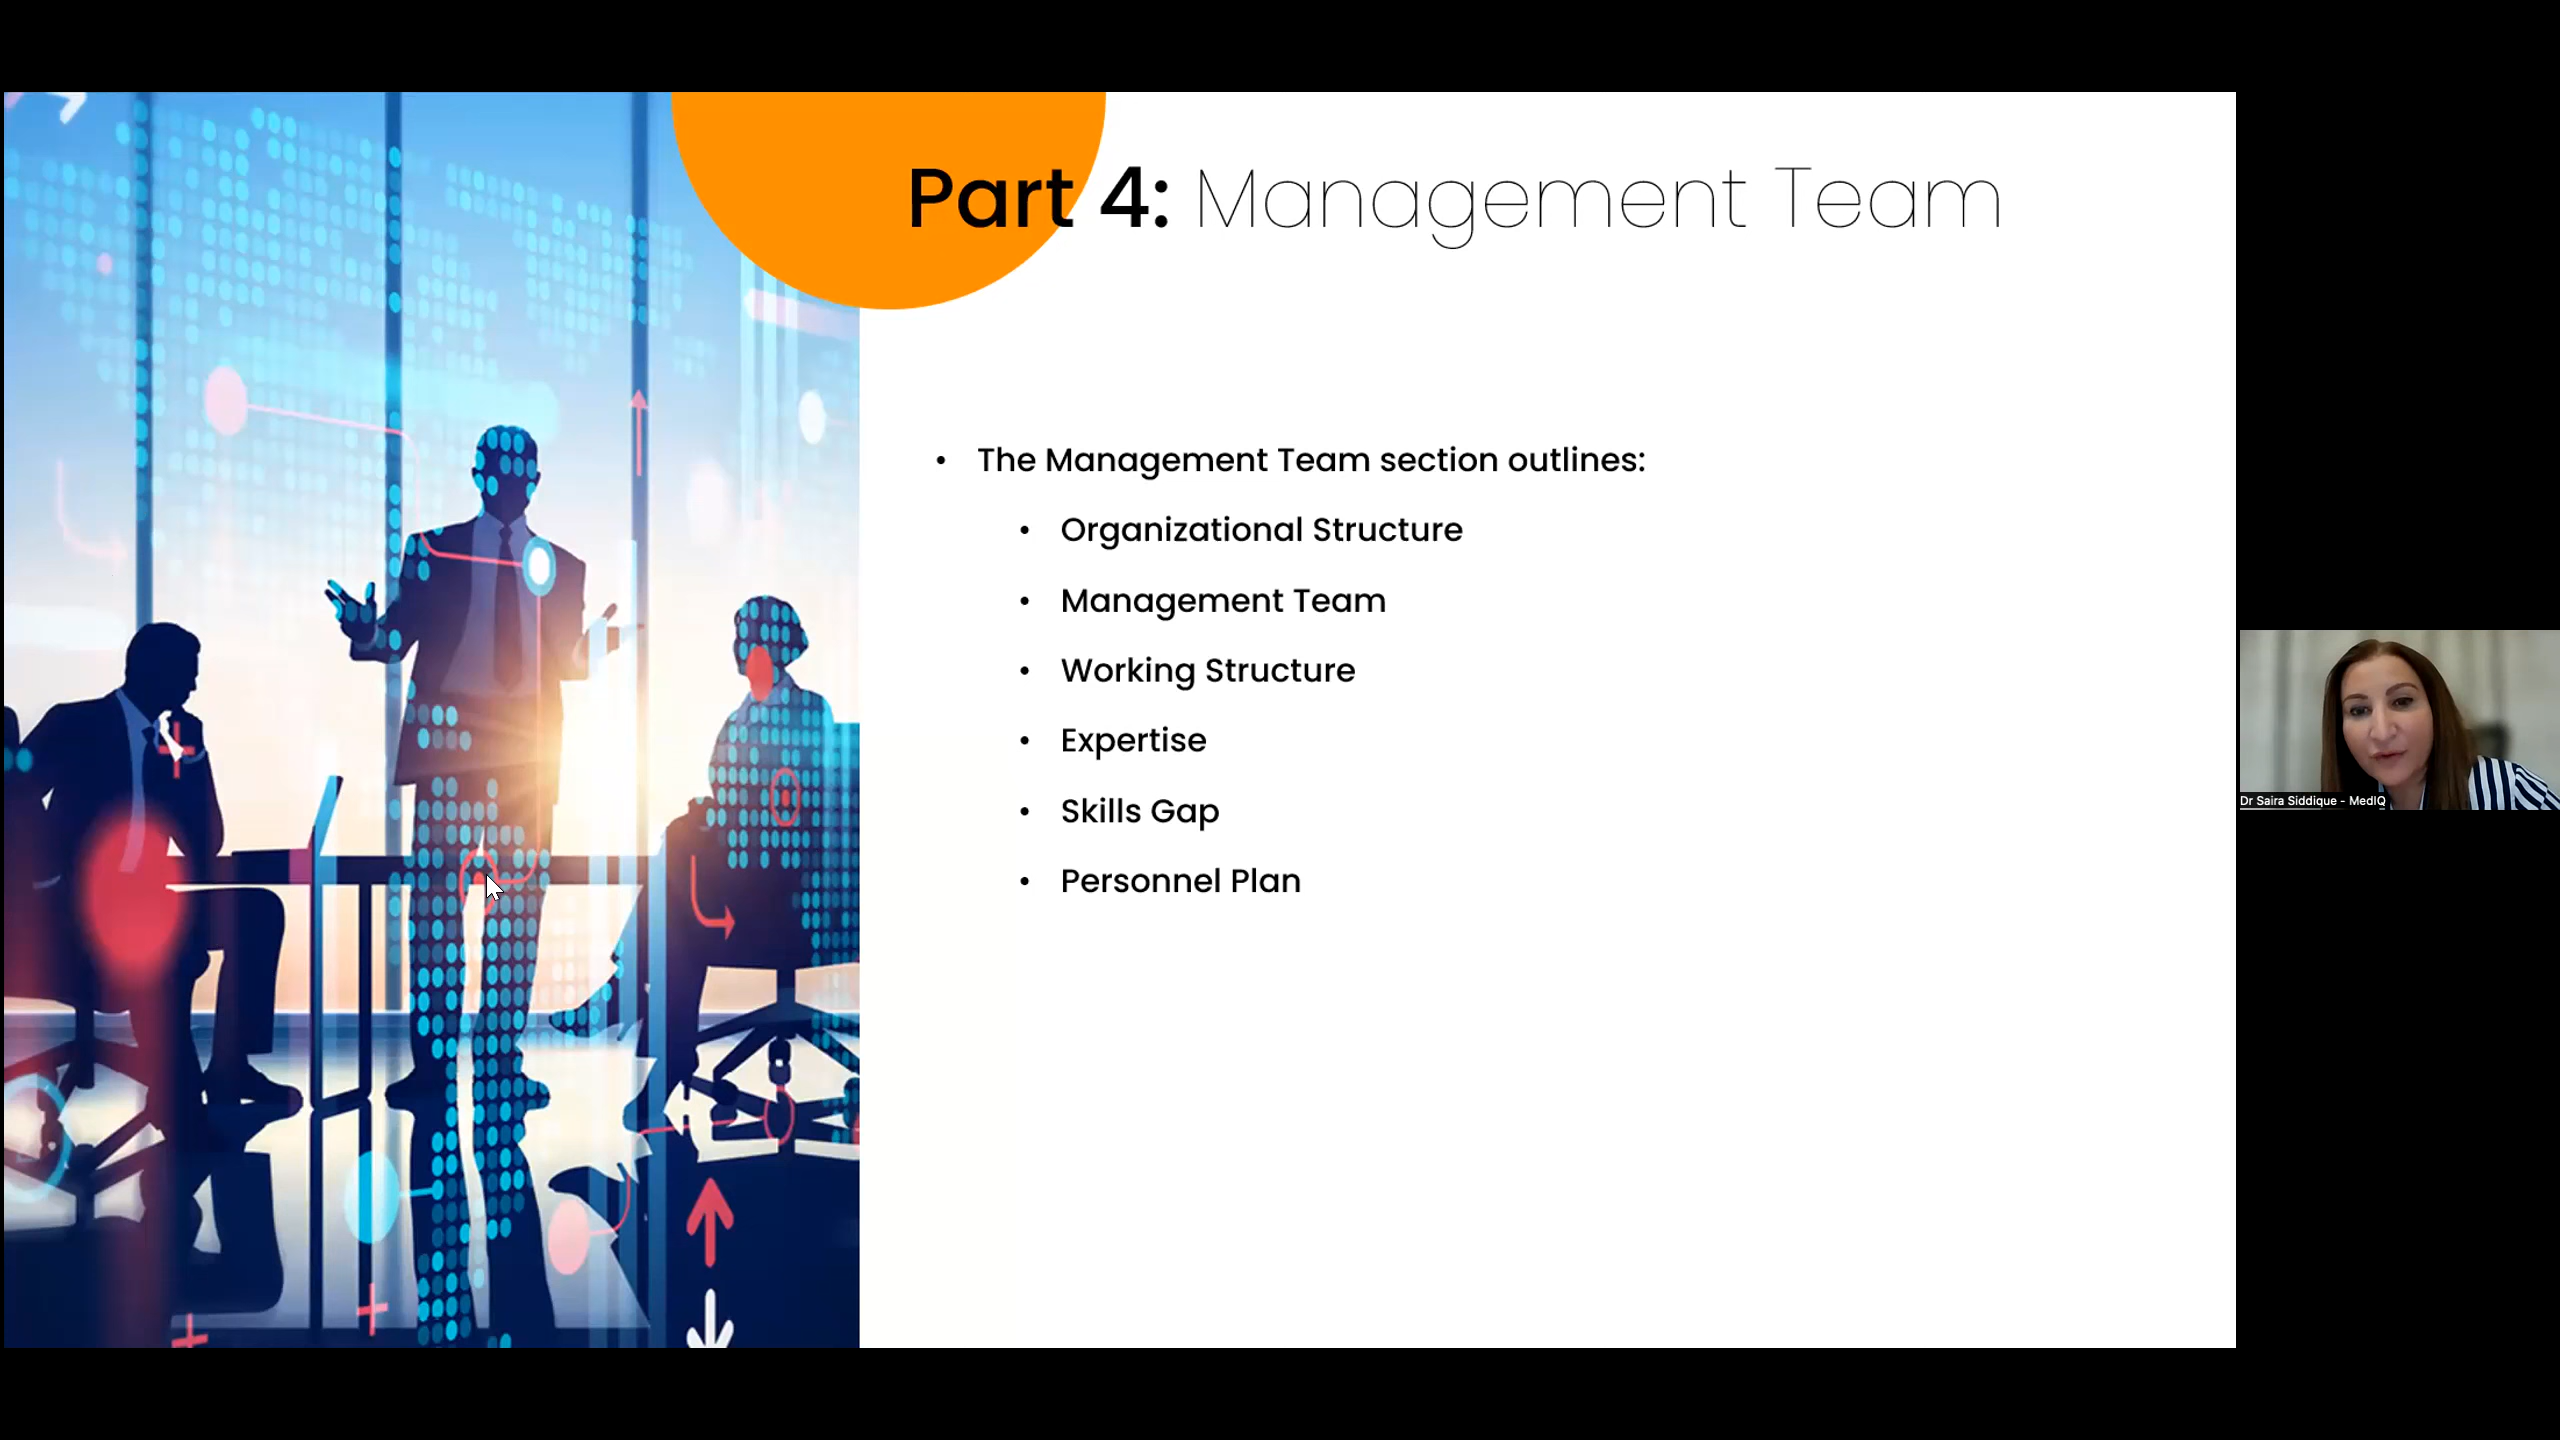 Part 4: Management Team
• The Management Team section outlines:
• Organizational Structure
• Management Team
• Working Structure
• Expertise
• Skills Gap
• Personnel Plan
Dr Saira Siddique - MedIQ